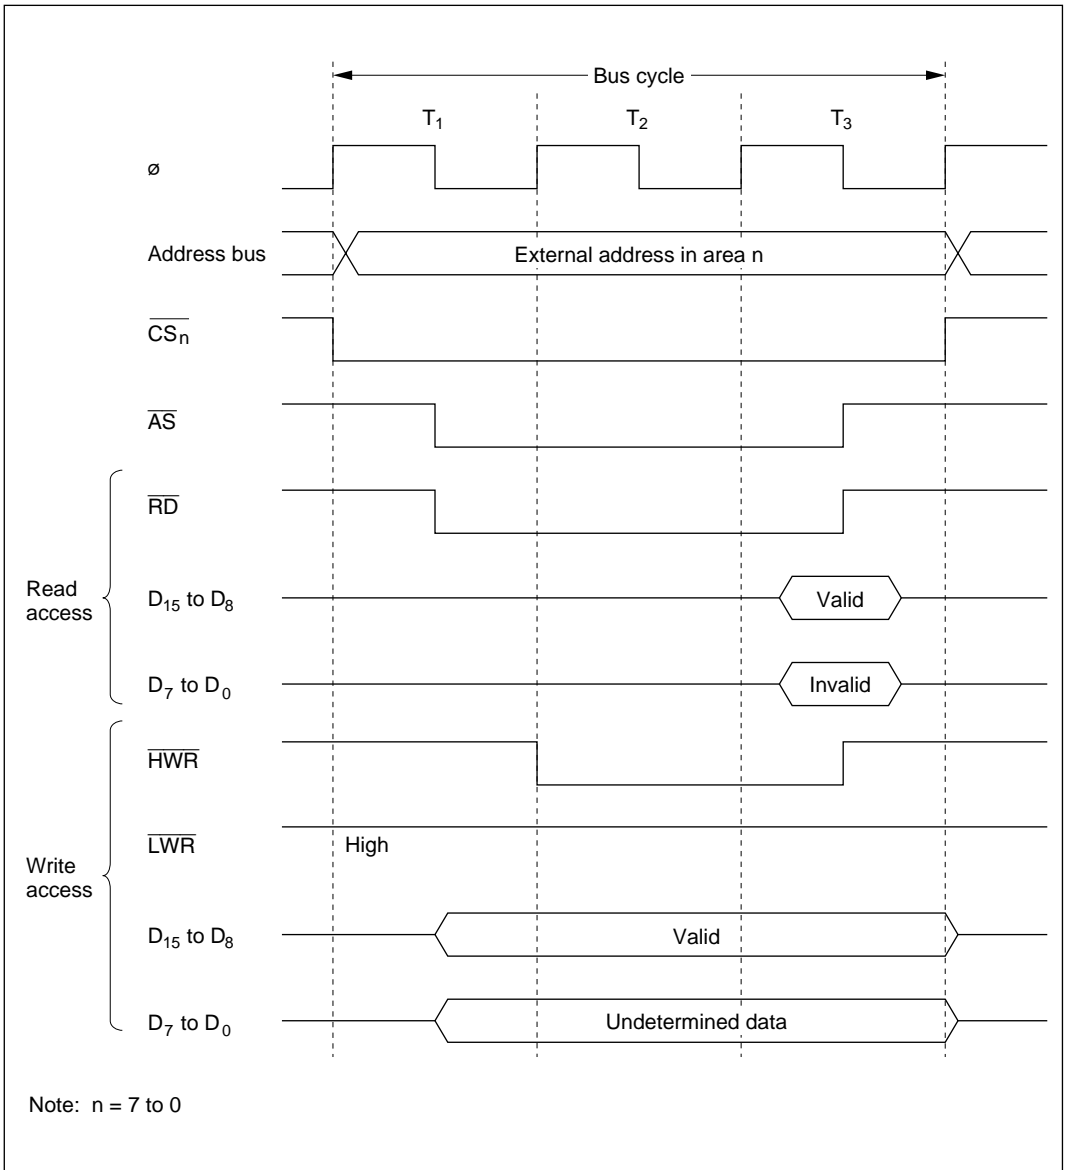 Bus cycle
T1 T2 T3
ø
Address bus External address in area n
CSn
AS
RD
Read access
D15 to D8 Valid
D7 to D0 Invalid
HWR
LWR High
Write access
D15 to D8 Valid
D7 to D0 Undetermined data
Note: n = 7 to 0